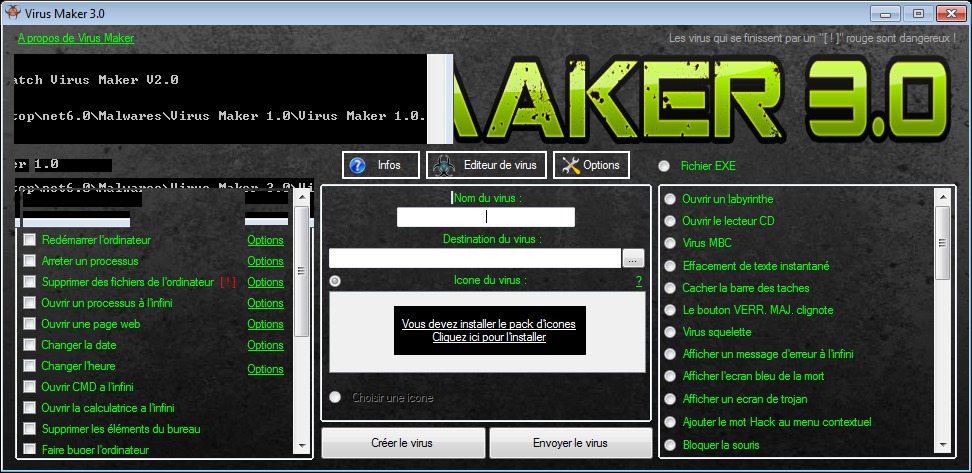 Virus Maker 3.0
A propos de Virus Maker
Les virus qui se finissent par un "[ ! ]" rouge sont dangereux !
atch Virus Maker V2.0
top\net6.0\Malwares\Virus Maker 1.0\Virus Maker 1.0.
MAKER 3.0
er 1.0
top\net6.0\Malwares\Virus Maker 3.0\Vi
Infos
Editeur de virus
Options
Fichier EXE
Redémarrer l'ordinateur Options
Arreter un processus Options
Supprimer des fichiers de l'ordinateur [ ! ] Options
Ouvrir un processus à l'infini Options
Ouvrir une page web Options
Changer la date Options
Changer l'heure Options
Ouvrir CMD a l'infini
Ouvrir la calculatrice a l'infini
Supprimer les éléments du bureau
Faire buger l'ordinateur
Nom du virus :
Destination du virus :
...
Icone du virus : ?
Vous devez installer le pack d'icones
Cliquez ici pour l'installer
Choisir une icone
Créer le virus
Envoyer le virus
Ouvrir un labyrinthe
Ouvrir le lecteur CD
Virus MBC
Effacement de texte instantané
Cacher la barre des taches
Le bouton VERR. MAJ. clignote
Virus squelette
Afficher un message d'erreur à l'infini
Afficher l'ecran bleu de la mort
Afficher un ecran de trojan
Ajouter le mot Hack au menu contextuel
Bloquer la souris